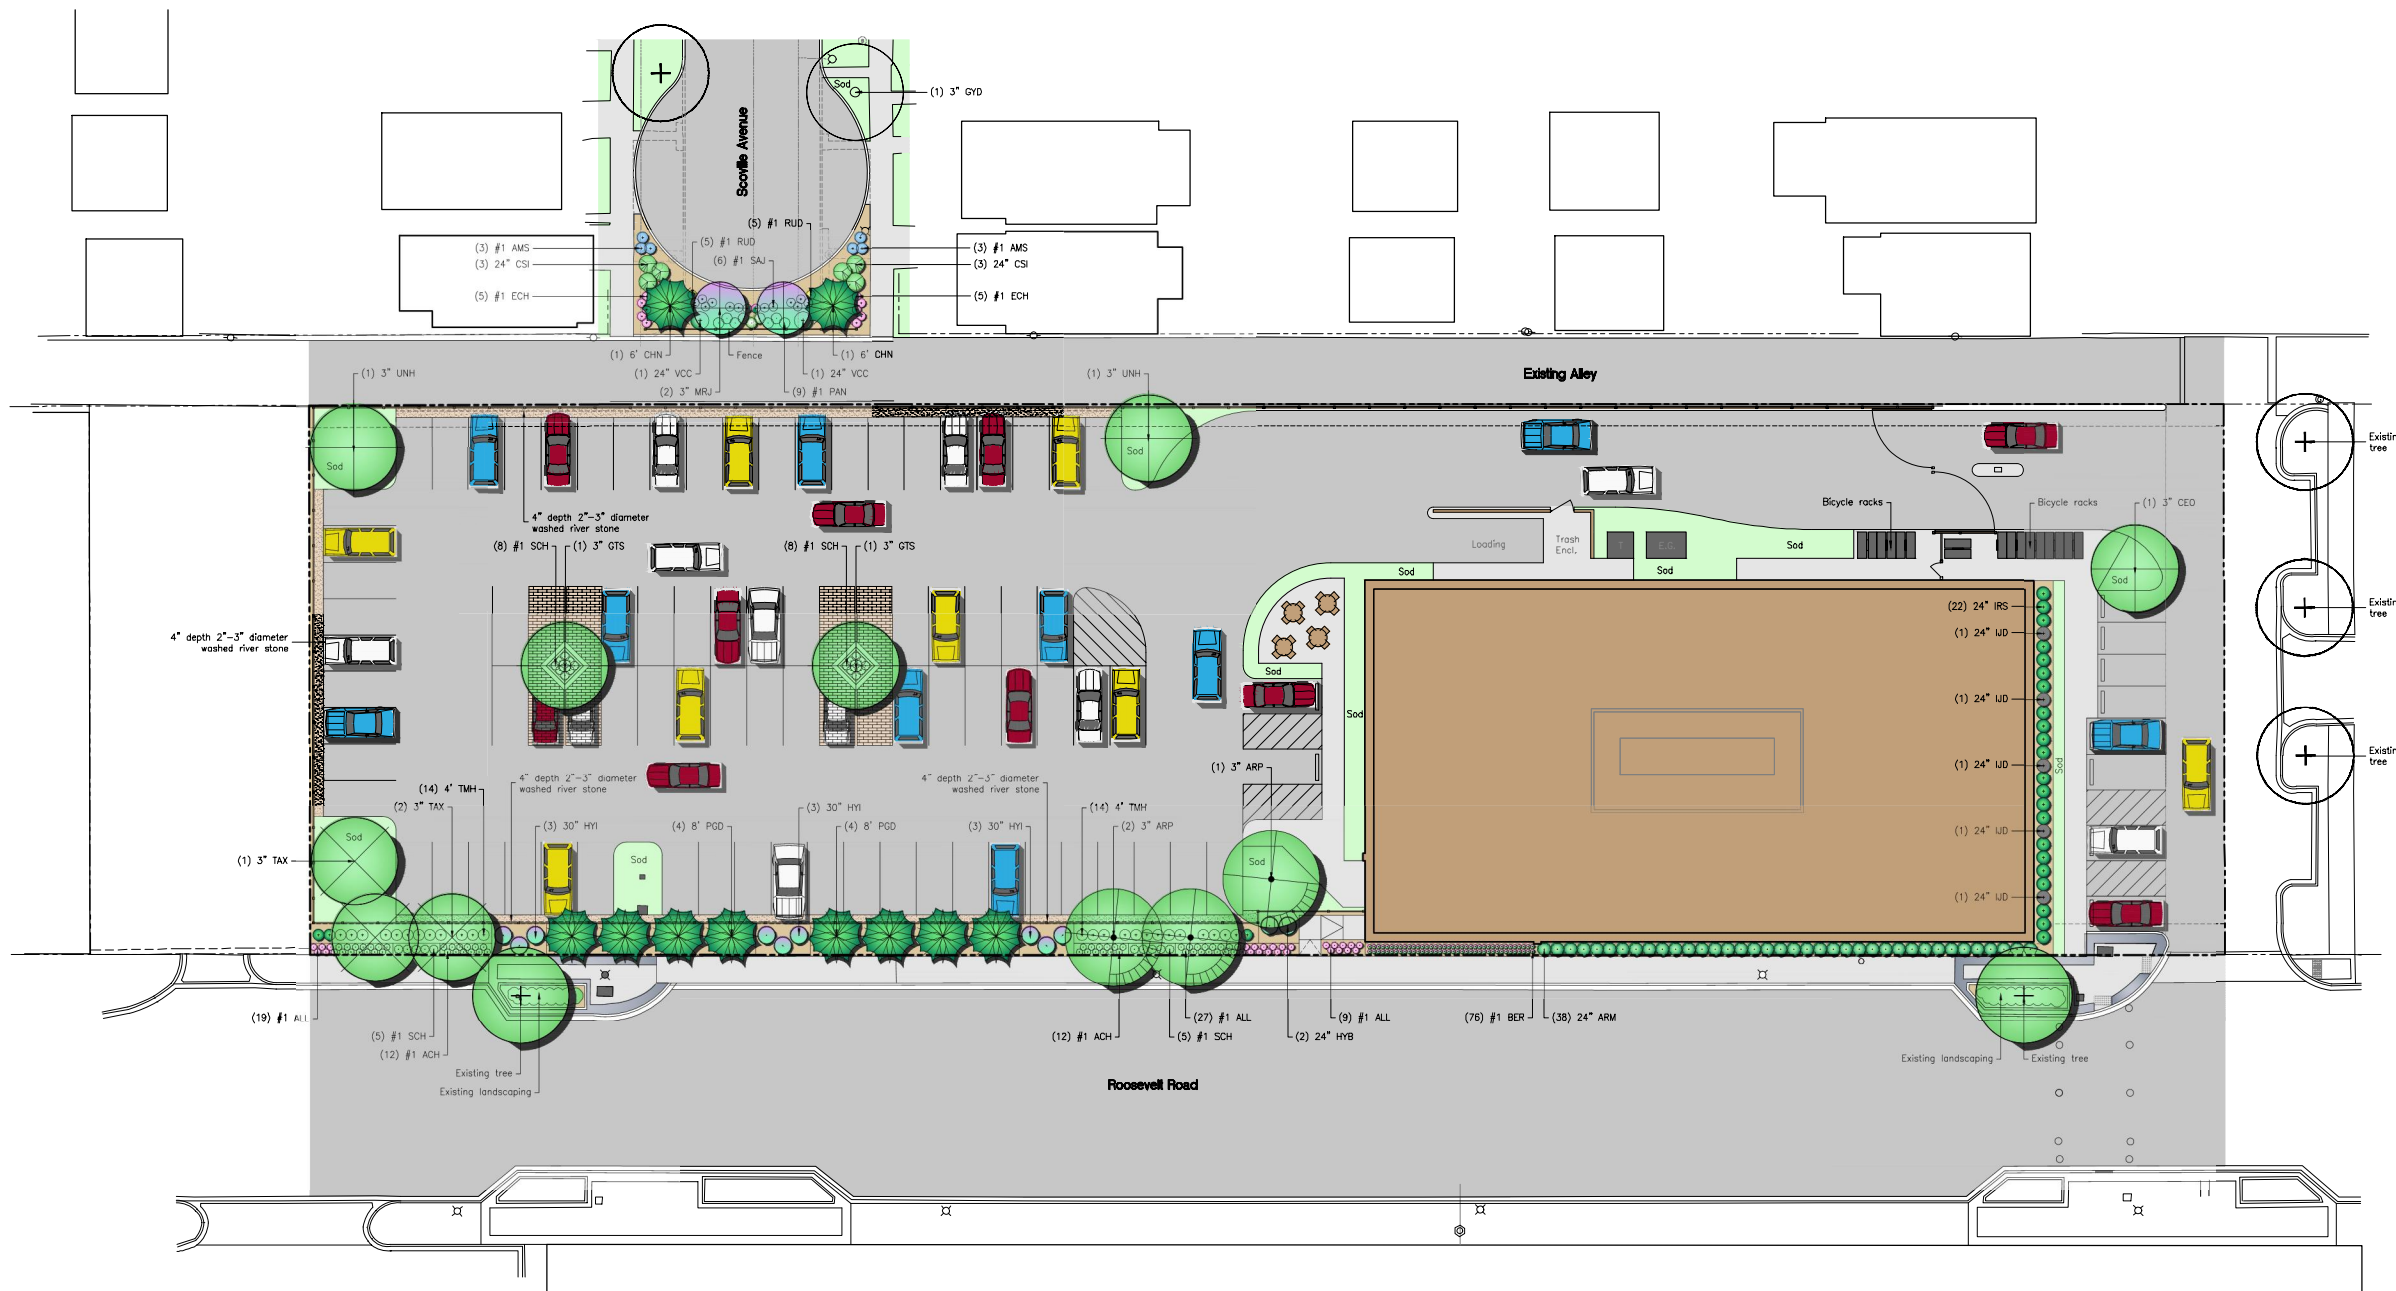 Sod
(1) 3" GYD
Scoville Avenue
(5) #1 RUD
(3) #1 AMS
(5) #1 RUD
(3) #1 AMS
(3) 24" CSI
(6) #1 SAJ
(3) 24" CSI
(5) #1 ECH
(5) #1 ECH
(1) 6' CHN
Fence
(1) 6' CHN
(1) 3" UNH
(1) 24" VCC
(1) 24" VCC
(1) 3" UNH
Existing Alley
(2) 3" MRJ
(9) #1 PAN
Existin
tree
Sod
Sod
4" depth 2"-3" diameter
washed river stone
Bicycle racks
Bicycle racks
(1) 3" CEO
(8) #1 SCH
(1) 3" GTS
(8) #1 SCH
(1) 3" GTS
Loading
Trash
Encl.
T
E.G.
Sod
Sod
Sod
Sod
Existin
tree
(22) 24" IRS
4" depth 2"-3" diameter
washed river stone
(1) 24" IJD
Sod
(1) 24" IJD
Sod
Existin
tree
(1) 24" IJD
Sod
(1) 3" ARP
4" depth 2"-3" diameter
washed river stone
4" depth 2"-3" diameter
washed river stone
(14) 4' TMH
(2) 3" TAX
(3) 30" HYI
(14) 4' TMH
(3) 30" HYI
(4) 8' PGD
(4) 8' PGD
(3) 30" HYI
(2) 3" ARP
(1) 24" IJD
Sod
(1) 3" TAX
Sod
Sod
(1) 24" IJD
(19) #1 ALL
(27) #1 ALL
(9) #1 ALL
(76) #1 BER
(38) 24" ARM
(5) #1 SCH
(12) #1 ACH
(5) #1 SCH
(2) 24" HYB
(12) #1 ACH
Existing tree
Existing landscaping
Existing landscaping
Existing tree
Roosevelt Road